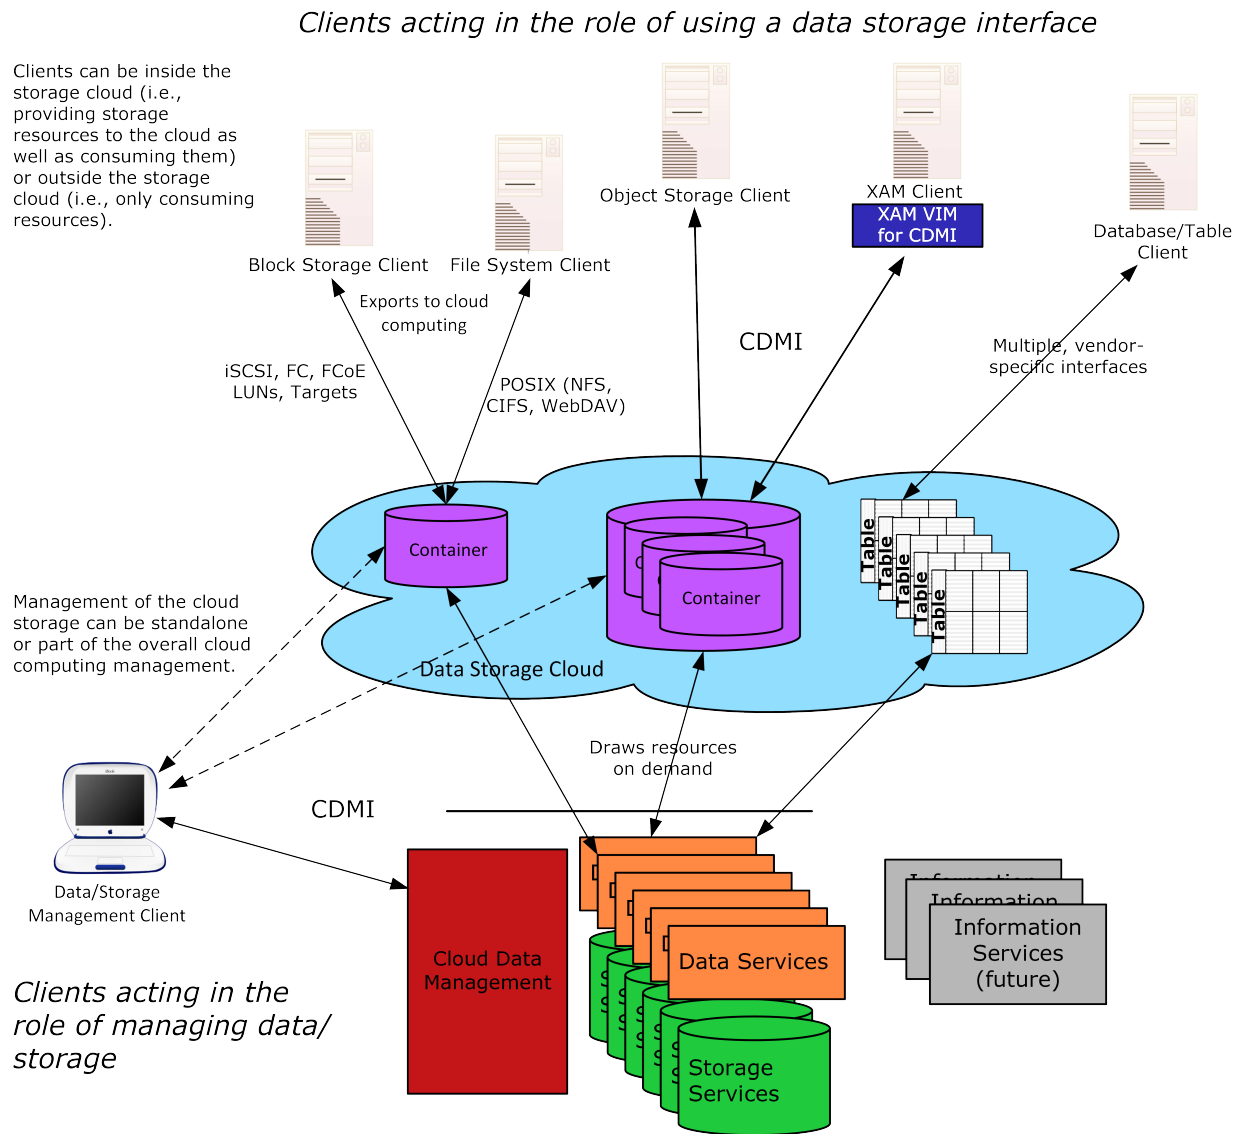 Clients acting in the role of using a data storage interface
Clients can be inside the
storage cloud (i.e.,
providing storage
resources to the cloud as
well as consuming them)
or outside the storage
cloud (i.e., only consuming
resources).
Block Storage Client
File System Client
Object Storage Client
XAM Client
XAM VIM
for CDMI
Database/Table
Client
Exports to cloud
computing
iSCSI, FC, FCoE
LUNs, Targets
POSIX (NFS,
CIFS, WebDAV)
CDMI
Multiple, vendor-
specific interfaces
Container
Container
Table
Table
Table
Table
Table
Data Storage Cloud
Management of the cloud
storage can be standalone
or part of the overall cloud
computing management.
Draws resources
on demand
CDMI
Data/Storage
Management Client
Clients acting in the
role of managing data/
storage
Cloud Data
Management
Data Services
Storage
Services
Information
Information
Information
Services
(future)